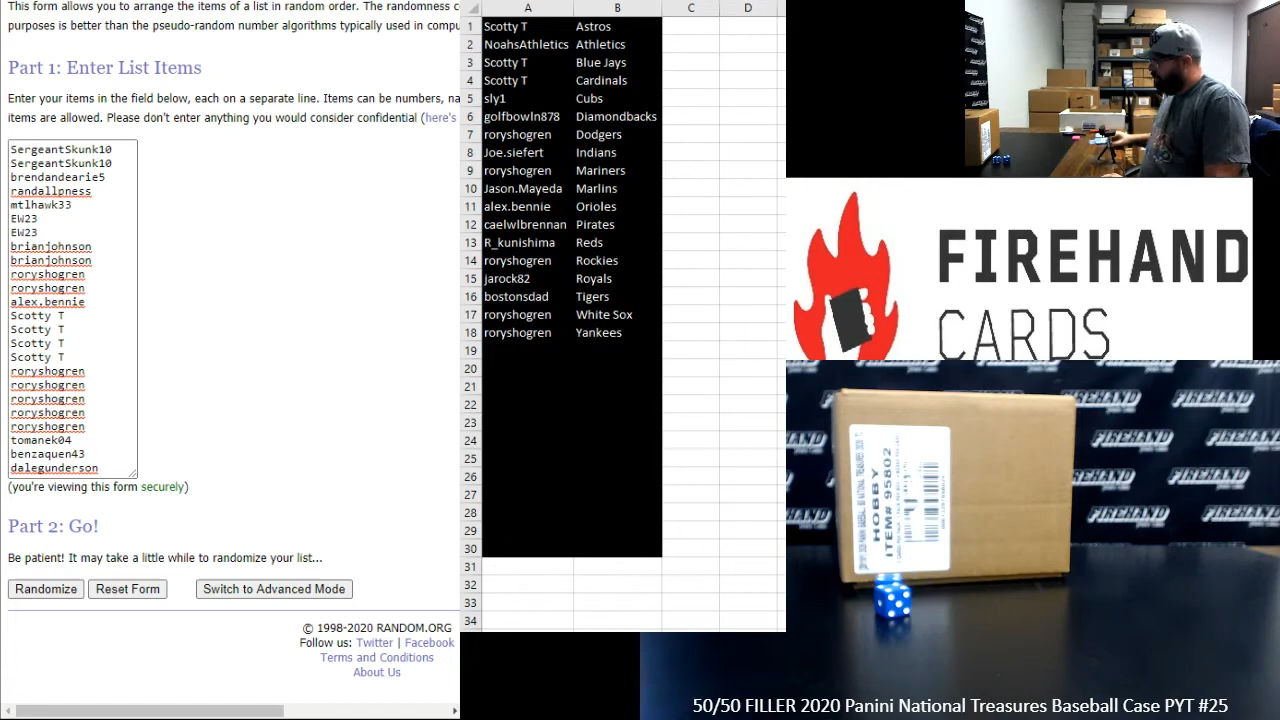 This form allows you to arrange the items of a list in random order. The randomness c
purposes is better than the pseudo-random number algorithms typically used in compu
Part 1: Enter List Items
Enter your items in the field below, each on a separate line. Items can be numbers, na
items are allowed. Please don't enter anything you would consider confidential (here's
SergeantSkunk10
SergeantSkunk10
brendandearie5
randallpness
mtlhawk33
EW23
EW23
brianjohnson
brianjohnson
roryshogren
roryshogren
alex.bennie
Scotty T
Scotty T
Scotty T
Scotty T
roryshogren
roryshogren
roryshogren
roryshogren
roryshogren
tomanek04
benzaquen43
dalegunderson
(you're viewing this form securely)
Part 2: Go!
Be patient! It may take a little while to randomize your list...
Randomize Reset Form Switch to Advanced Mode
© 1998-2020 RANDOM.ORG
Follow us: Twitter | Facebook
Terms and Conditions
About Us
A B C D
1 Scotty T Astros
2 NoahsAthletics Athletics
3 Scotty T Blue Jays
4 Scotty T Cardinals
5 sly1 Cubs
6 golfbowln878 Diamondbacks
7 roryshogren Dodgers
8 Joe.siefert Indians
9 roryshogren Mariners
10 Jason.Mayeda Marlins
11 alex.bennie Orioles
12 caelwlbrennan Pirates
13 R_kunishima Reds
14 roryshogren Rockies
15 jarock82 Royals
16 bostonsdad Tigers
17 roryshogren White Sox
18 roryshogren Yankees
19
20
21
22
23
24
25
26
27
28
29
30
31
32
33
34
FIREHAND
CARDS
HOBBY
ITEM# 95802
FIREHAND
FIREHAND
FIREHAND
FIREHAND
50/50 FILLER 2020 Panini National Treasures Baseball Case PYT #25